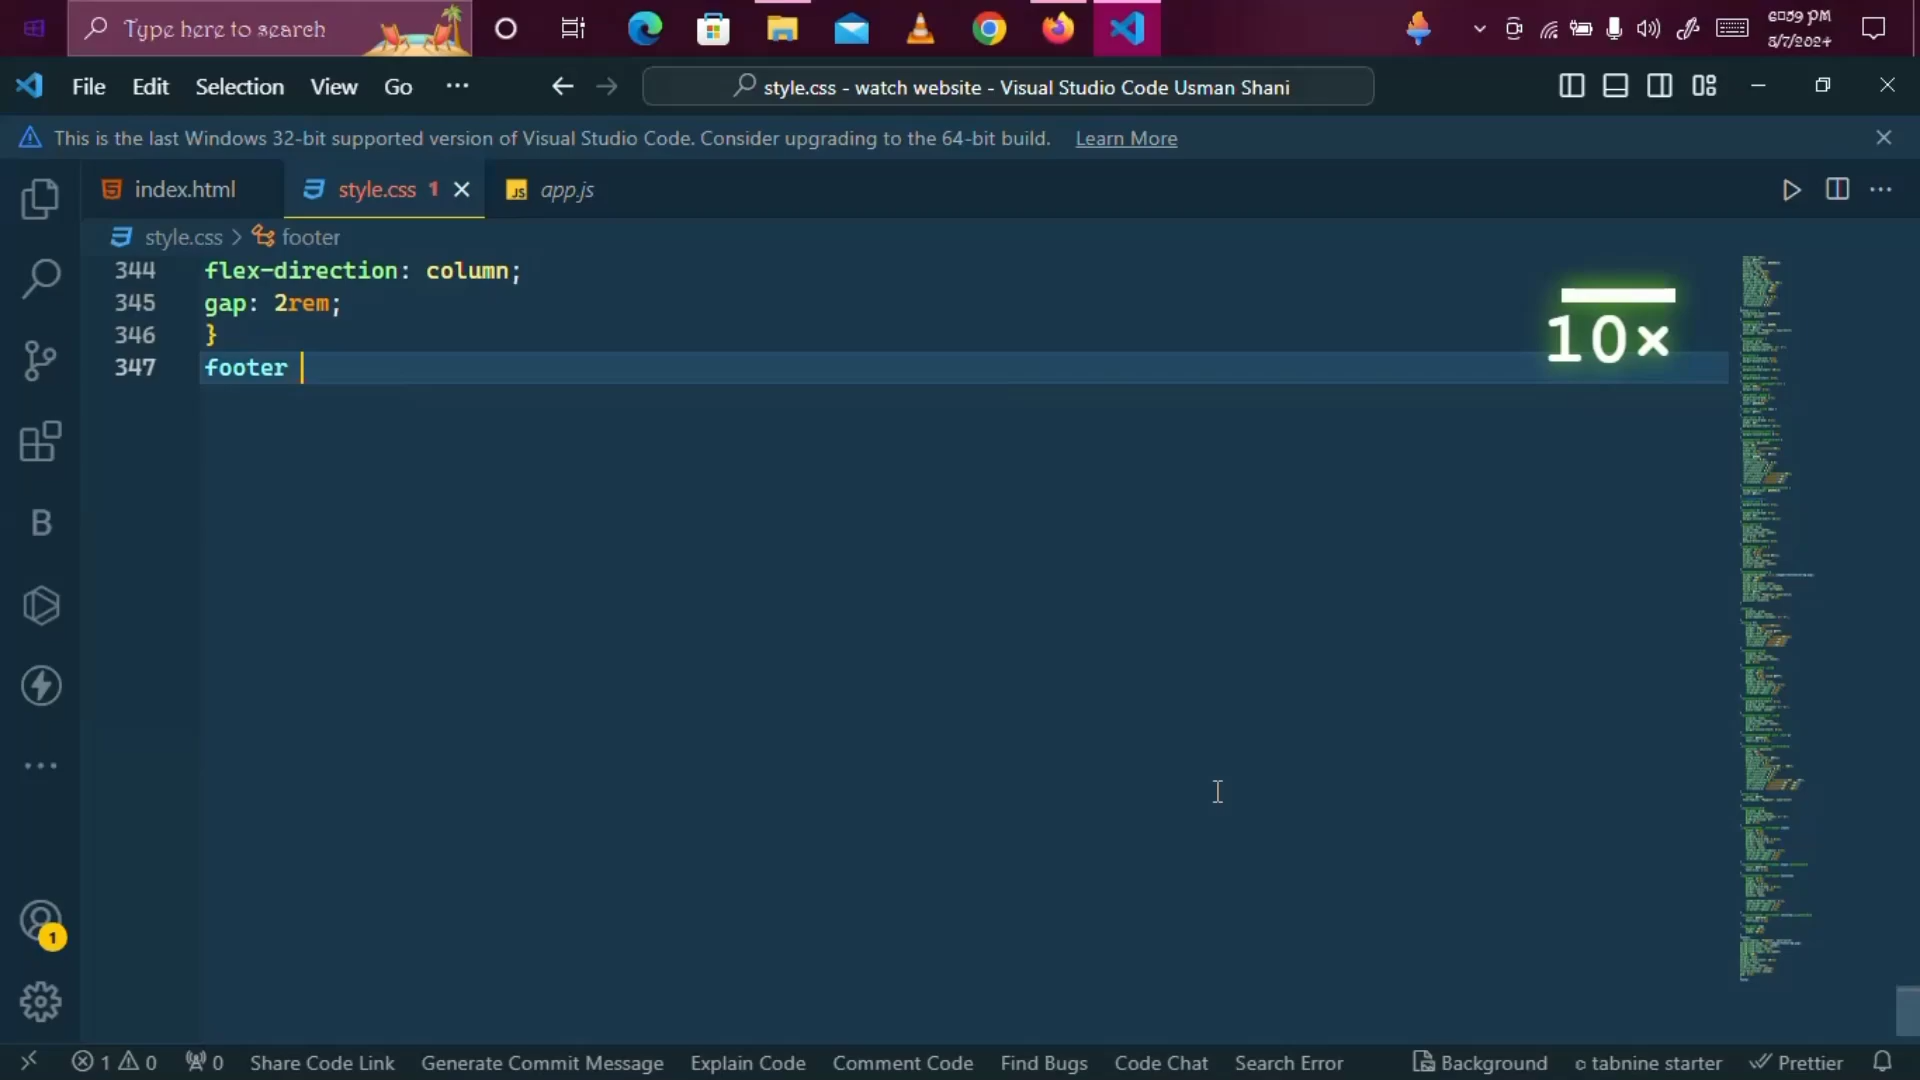 Type here to search
6:59 PM
5/7/2024
File Edit Selection View Go ···
style.css - watch website - Visual Studio Code Usman Shani
This is the last Windows 32-bit supported version of Visual Studio Code. Consider upgrading to the 64-bit build. Learn More
index.html
style.css 1
JS app.js
style.css > footer
344 flex-direction: column;
345 gap: 2rem;
346 }
347 footer
10×
B
1
1 0 0 Share Code Link Generate Commit Message Explain Code Comment Code Find Bugs Code Chat Search Error Background © tabnine starter Prettier